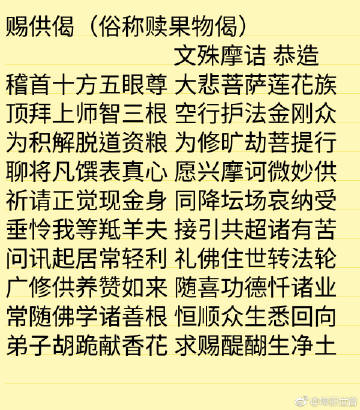 赐供偈（俗称赎果物偈）
文殊摩诘 恭造
稽首十方五眼尊 大悲菩萨莲花族
顶拜上师智三根 空行护法金刚众
为积解脱道资粮 为修旷劫菩提行
聊将凡馔表真心 愿兴摩诃微妙供
祈请正觉现金身 同降坛场哀纳受
垂怜我等羝羊夫 接引共超诸有苦
问讯起居常轻利 礼佛住世转法轮
广修供养赞如来 随喜功德忏诸业
常随佛学诸善根 恒顺众生悉回向
弟子胡跪献香花 求赐醍醐生净土